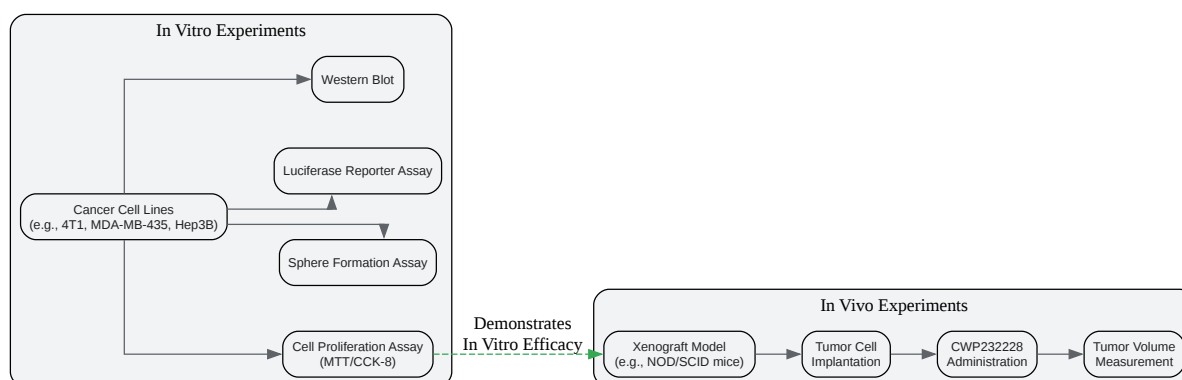 In Vitro Experiments
Western Blot
Luciferase Reporter Assay
Cancer Cell Lines
(e.g., 4T1, MDA-MB-435, Hep3B)
Sphere Formation Assay
Cell Proliferation Assay
(MTT/CCK-8)
Demonstrates
In Vitro Efficacy
In Vivo Experiments
Xenograft Model
(e.g., NOD/SCID mice)
Tumor Cell
Implantation
CWP232228
Administration
Tumor Volume
Measurement